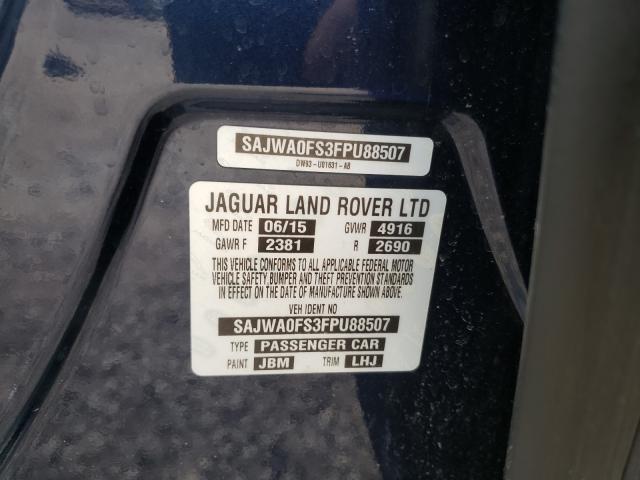 SAJWA0FS3FPU88507
DW93-U01631-AB
JAGUAR LAND ROVER LTD
MFD DATE 06/15 GVWR 4916
GAWR F 2381 R 2690
THIS VEHICLE CONFORMS TO ALL APPLICABLE FEDERAL MOTOR
VEHICLE SAFETY BUMPER AND THEFT PREVENTION STANDARDS
IN EFFECT ON THE DATE OF MANUFACTURE SHOWN ABOVE.
VEH IDENT NO
SAJWA0FS3FPU88507
TYPE PASSENGER CAR
PAINT JBM TRIM LHJ